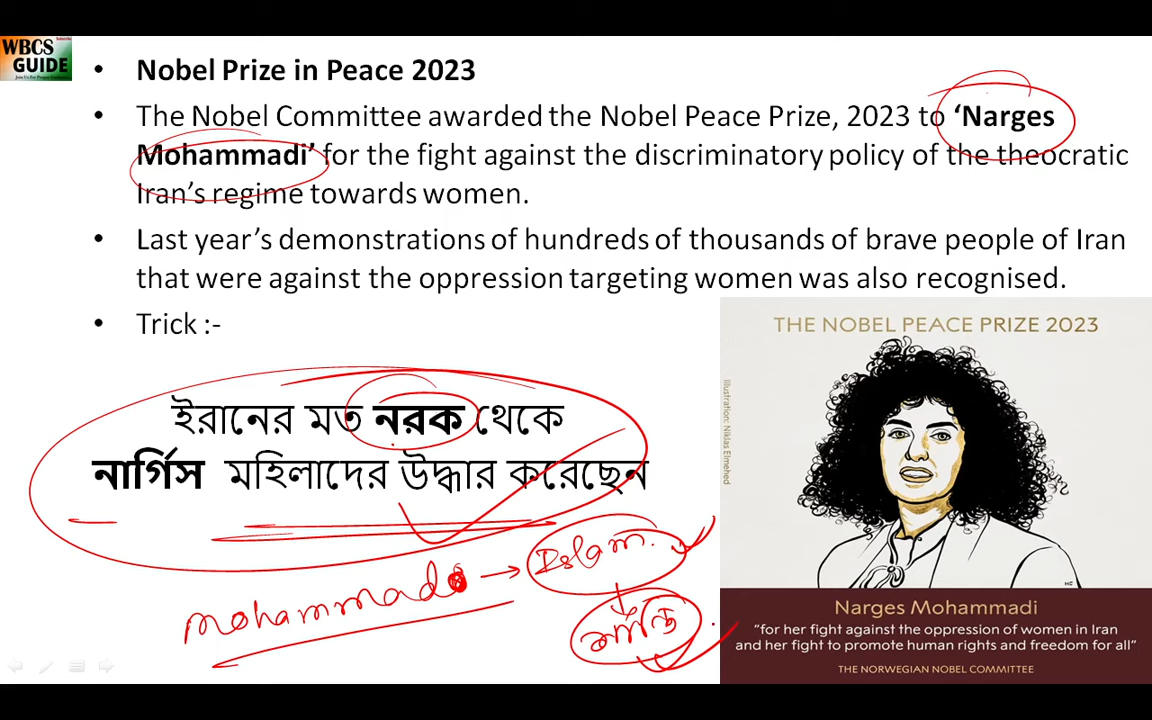 WBCS
GUIDE
• Nobel Prize in Peace 2023
• The Nobel Committee awarded the Nobel Peace Prize, 2023 to ‘Narges
Mohammadi’ for the fight against the discriminatory policy of the theocratic
Iran’s regime towards women.
• Last year’s demonstrations of hundreds of thousands of brave people of Iran
that were against the oppression targeting women was also recognised.
• Trick :-
ইরানের মত নরক থেকে
নার্গিস মহিলাদের উদ্ধার করেছেন
mohammad
Islam.
শান্তি
THE NOBEL PEACE PRIZE 2023
Illustration: Niklas Elmehed
Narges Mohammadi
”for her fight against the oppression of women in Iran
and her fight to promote human rights and freedom for all”
THE NORWEGIAN NOBEL COMMITTEE